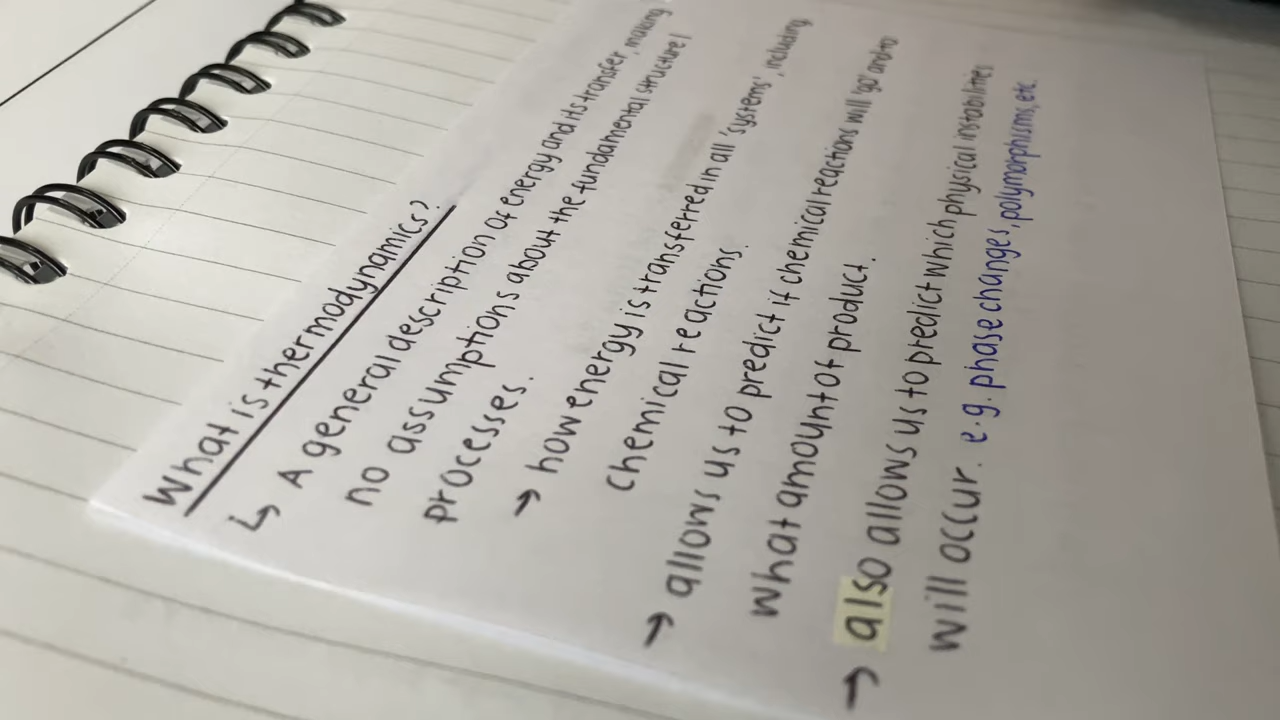 What is thermodynamics?
↳ A general description of energy and its transfer, making
no assumptions about the fundamental structure/
processes.
→ how energy is transferred in all 'systems', including
chemical reactions.
→ allows us to predict if chemical reactions will 'go' and to
what amount of product.
→ also allows us to predict which physical instabilities
will occur. e.g. phase changes, polymorphisms, etc.